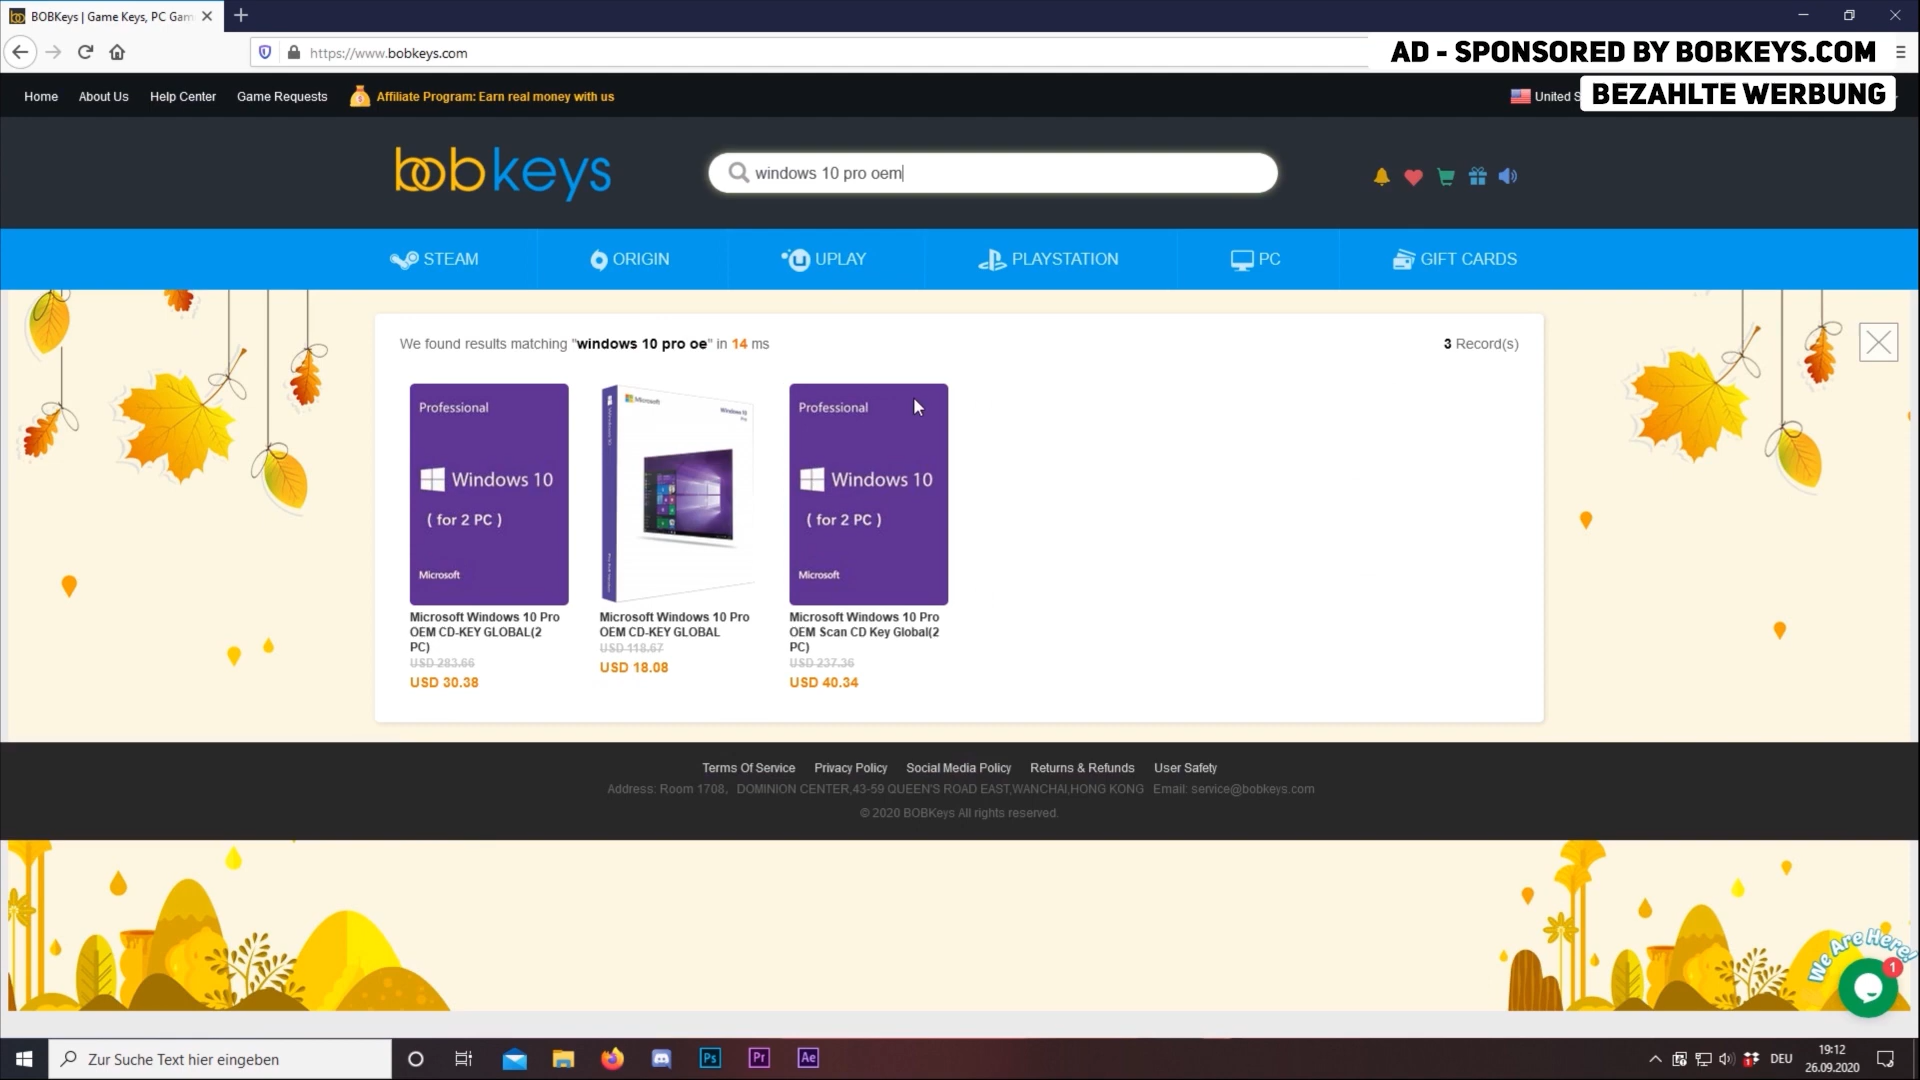 BOBKeys | Game Keys, PC Gam
https://www.bobkeys.com
AD - SPONSORED BY BOBKEYS.COM
BEZAHLTE WERBUNG
Home About Us Help Center Game Requests Affiliate Program: Earn real money with us United S
bobkeys
windows 10 pro oem
STEAM ORIGIN UPLAY PLAYSTATION PC GIFT CARDS
We found results matching "windows 10 pro oe" in 14 ms
3 Record(s)
Professional
Windows 10
( for 2 PC )
Microsoft
Microsoft Windows 10 Pro
OEM CD-KEY GLOBAL(2
PC)
USD 283.66
USD 30.38
Microsoft
Windows 10
Microsoft Windows 10 Pro
OEM CD-KEY GLOBAL
USD 118.67
USD 18.08
Professional
Windows 10
( for 2 PC )
Microsoft
Microsoft Windows 10 Pro
OEM Scan CD Key Global(2
PC)
USD 237.36
USD 40.34
Terms Of Service Privacy Policy Social Media Policy Returns & Refunds User Safety
Address: Room 1708, DOMINION CENTER,43-59 QUEEN'S ROAD EAST,WANCHAI,HONG KONG Email: service@bobkeys.com
© 2020 BOBKeys All rights reserved.
We Are Here!
1
Zur Suche Text hier eingeben
Ps Pr Ae
DEU
19:12
26.09.2020